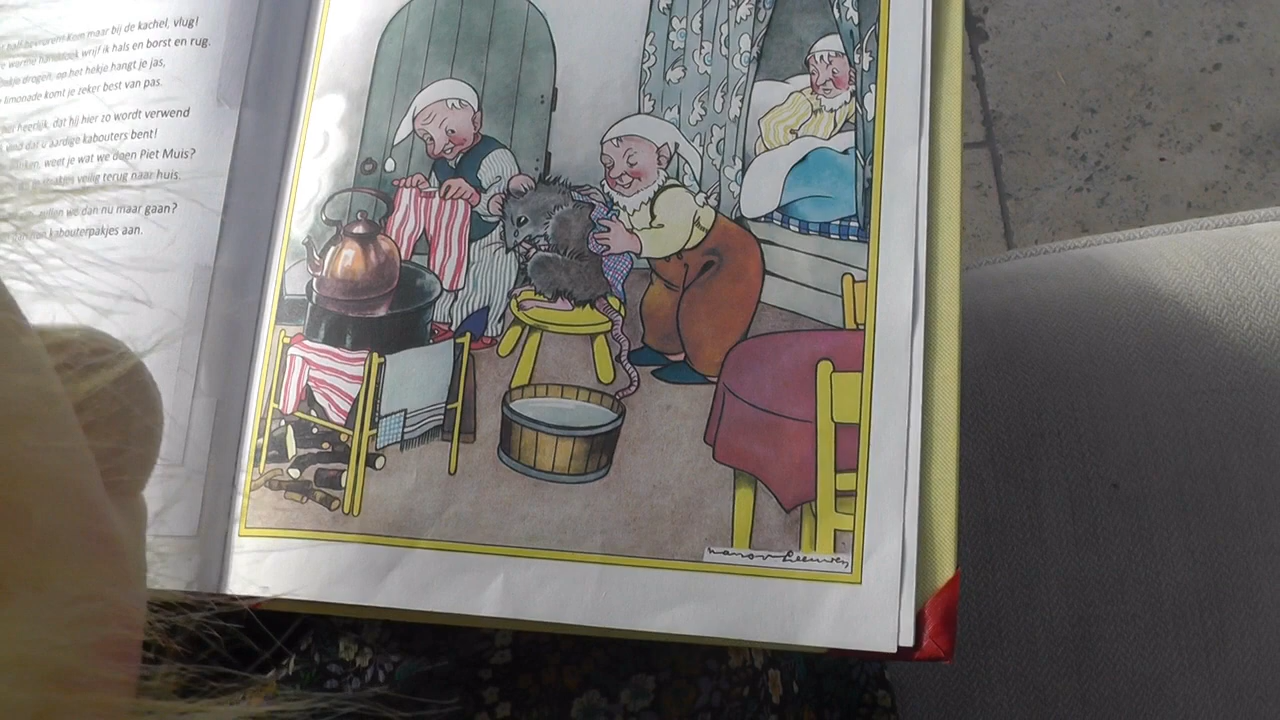 half bevroren! Kom maar bij de kachel, vlug!
warme handdoek wrijf ik hals en borst en rug.
drogen, op het hekje hangt je jas,
limonade komt je zeker best van pas.
heerlijk, dat hij hier zo wordt verwend
dat u aardige kabouters bent!
weet je wat we doen Piet Muis?
veilig terug naar huis.
zullen we dan nu maar gaan?
kabouterpakjes aan.
Hans v Leeuwen